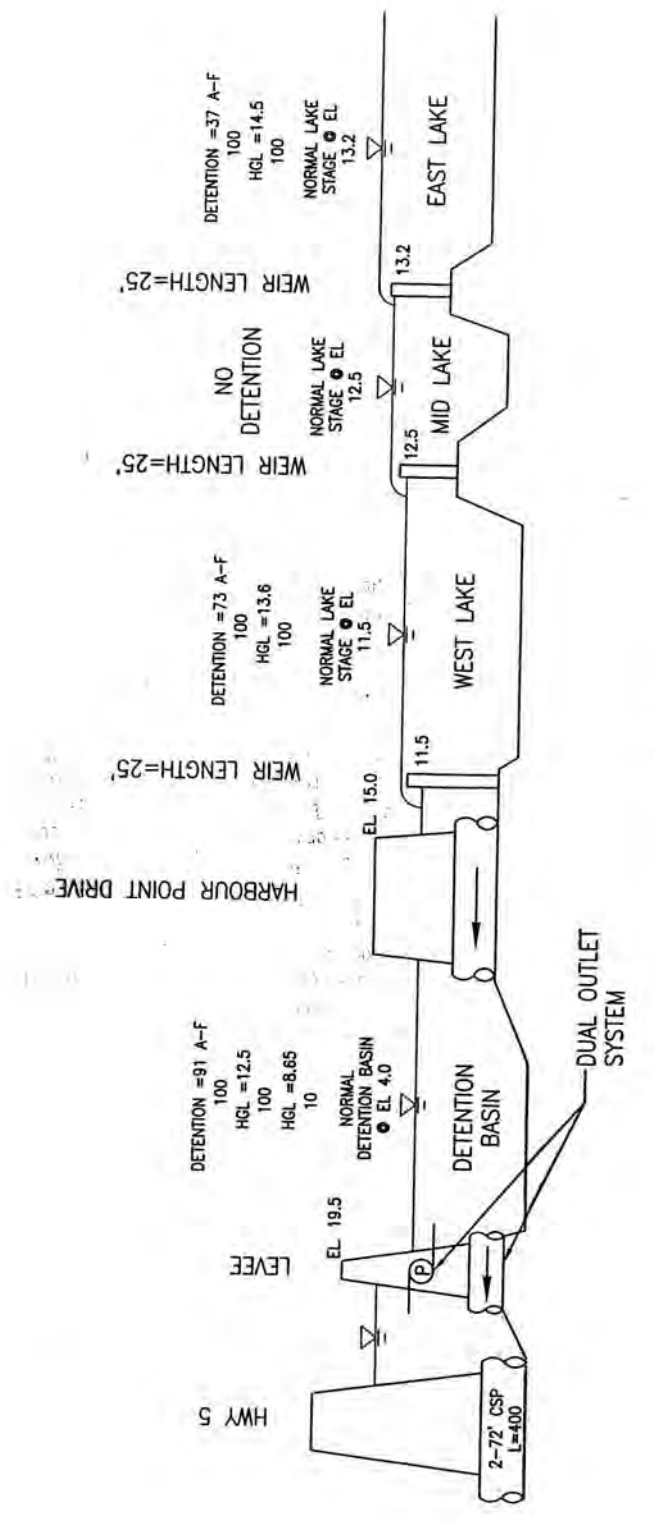 HWY 5
2-72' CSP
L=400
LEVEE
EL 19.5
P
DETENTION =91 A-F
100
HGL =12.5
100
HGL =8.65
10
NORMAL
DETENTION BASIN
@ EL 4.0
DETENTION
BASIN
DUAL OUTLET
SYSTEM
HARBOUR POINT DRIVE
EL 15.0
WEIR LENGTH=25'
11.5
DETENTION =73 A-F
100
HGL =13.6
100
NORMAL LAKE
STAGE @ EL
11.5
WEST LAKE
WEIR LENGTH=25'
12.5
NO
DETENTION
NORMAL LAKE
STAGE @ EL
12.5
MID LAKE
WEIR LENGTH=25'
13.2
DETENTION =37 A-F
100
HGL =14.5
100
NORMAL LAKE
STAGE @ EL
13.2
EAST LAKE